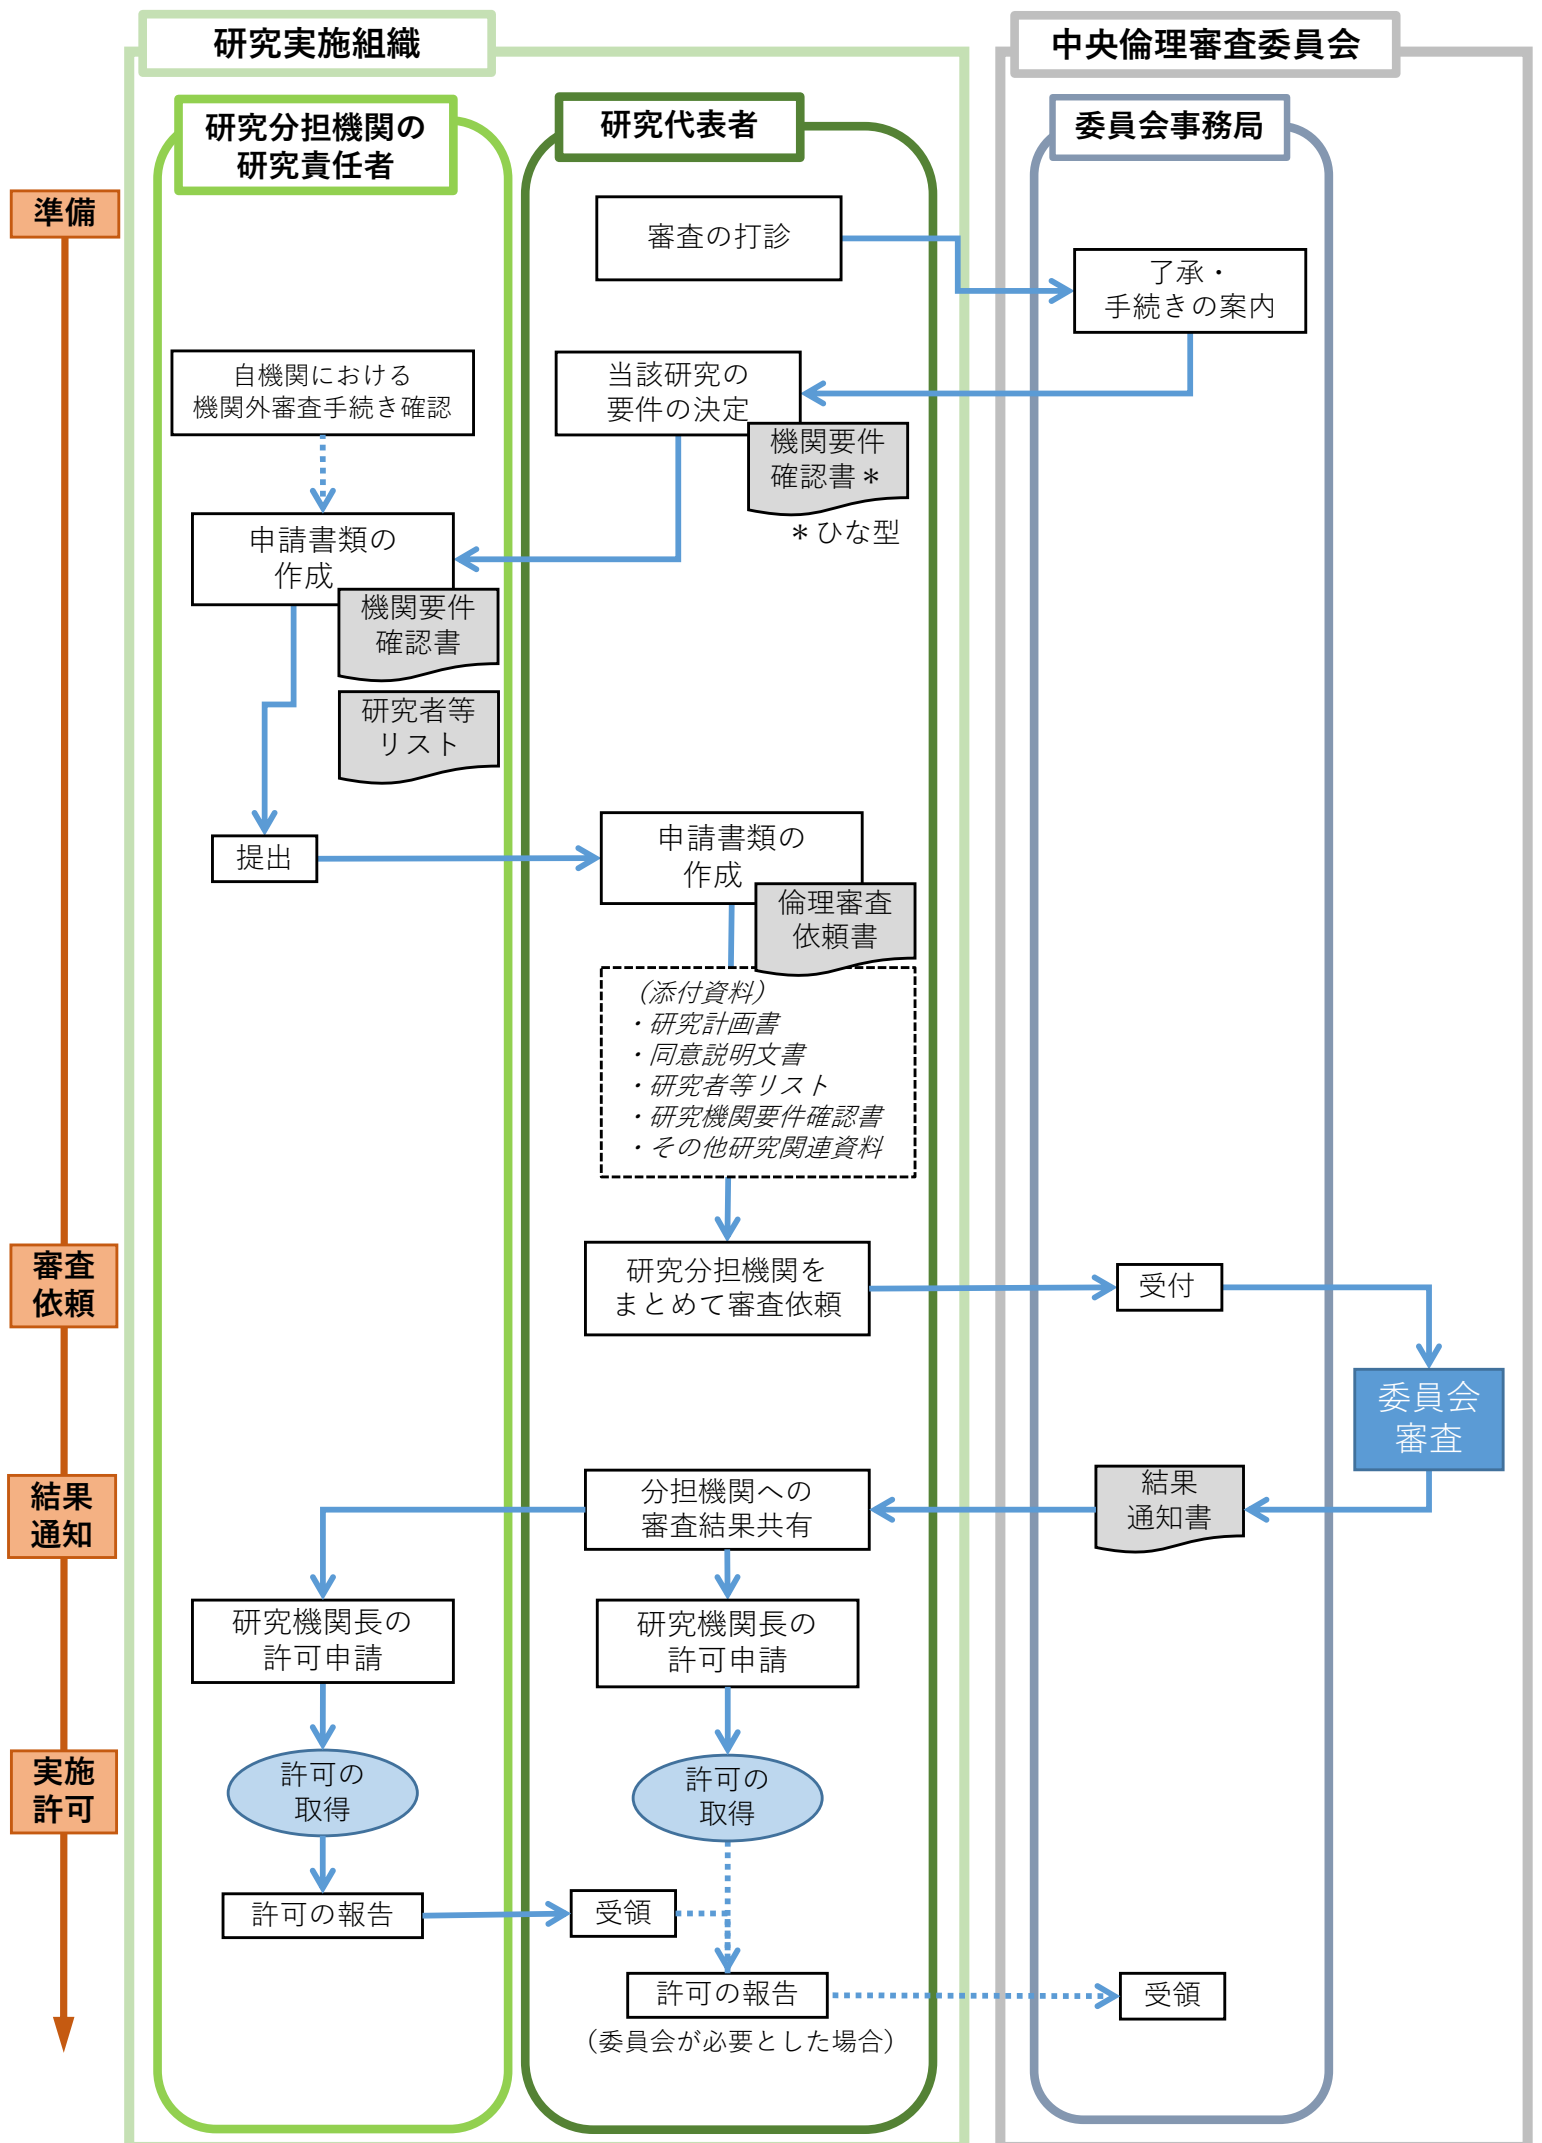 研究実施組織
中央倫理審査委員会
研究分担機関の
研究責任者
研究代表者
委員会事務局
準備
審査の打診
了承・
手続きの案内
自機関における
機関外審査手続き確認
当該研究の
要件の決定
機関要件
確認書＊
＊ひな型
申請書類の
作成
機関要件
確認書
研究者等
リスト
提出
申請書類の
作成
倫理審査
依頼書
（添付資料）
・研究計画書
・同意説明文書
・研究者等リスト
・研究機関要件確認書
・その他研究関連資料
審査
依頼
研究分担機関を
まとめて審査依頼
受付
委員会
審査
結果
通知
分担機関への
審査結果共有
結果
通知書
研究機関長の
許可申請
研究機関長の
許可申請
実施
許可
許可の
取得
許可の
取得
許可の報告
受領
許可の報告
（委員会が必要とした場合）
受領